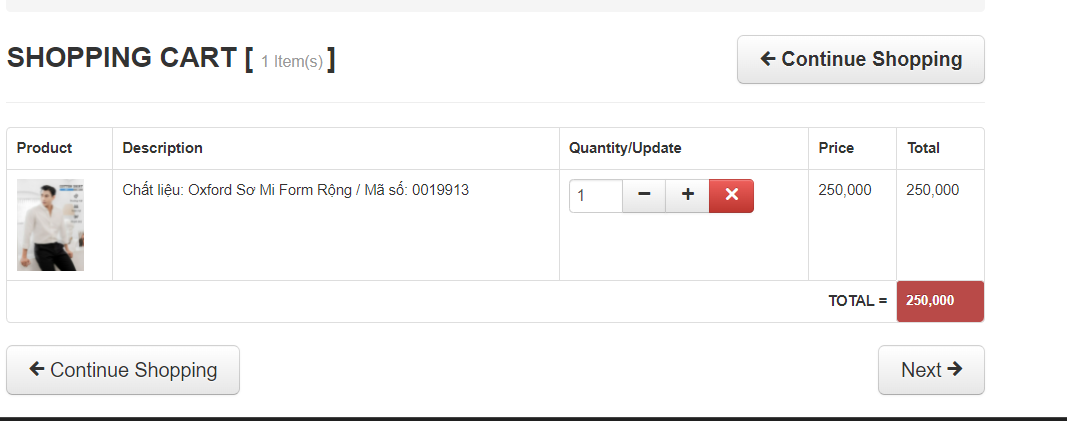 SHOPPING CART [ 1 Item(s) ]
← Continue Shopping
Product Description Quantity/Update Price Total
Chất liệu: Oxford Sơ Mi Form Rộng / Mã số: 0019913 1 − + × 250,000 250,000
TOTAL = 250,000
← Continue Shopping
Next →